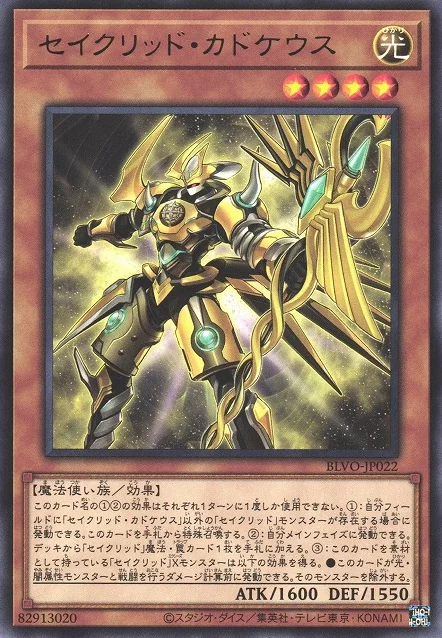 セイクリッド・カドケウス
光
BLVO-JP022
【魔法使い族／効果】
このカード名の①②の効果はそれぞれ1ターンに1度しか使用できない。①：自分フィー
ルドに「セイクリッド・カドケウス」以外の「セイクリッド」モンスターが存在する場合に
発動できる。このカードを手札から特殊召喚する。②：自分メインフェイズに発動できる。
デッキから「セイクリッド」魔法・罠カード1枚を手札に加える。③：このカードを素材
として持っている「セイクリッド」Xモンスターは以下の効果を得る。●このカードが光・
闇属性モンスターと戦闘を行うダメージ計算前に発動できる。そのモンスターを除外する。
ATK/1600 DEF/1550
82913020
©スタジオ・ダイス／集英社・テレビ東京・KONAMI